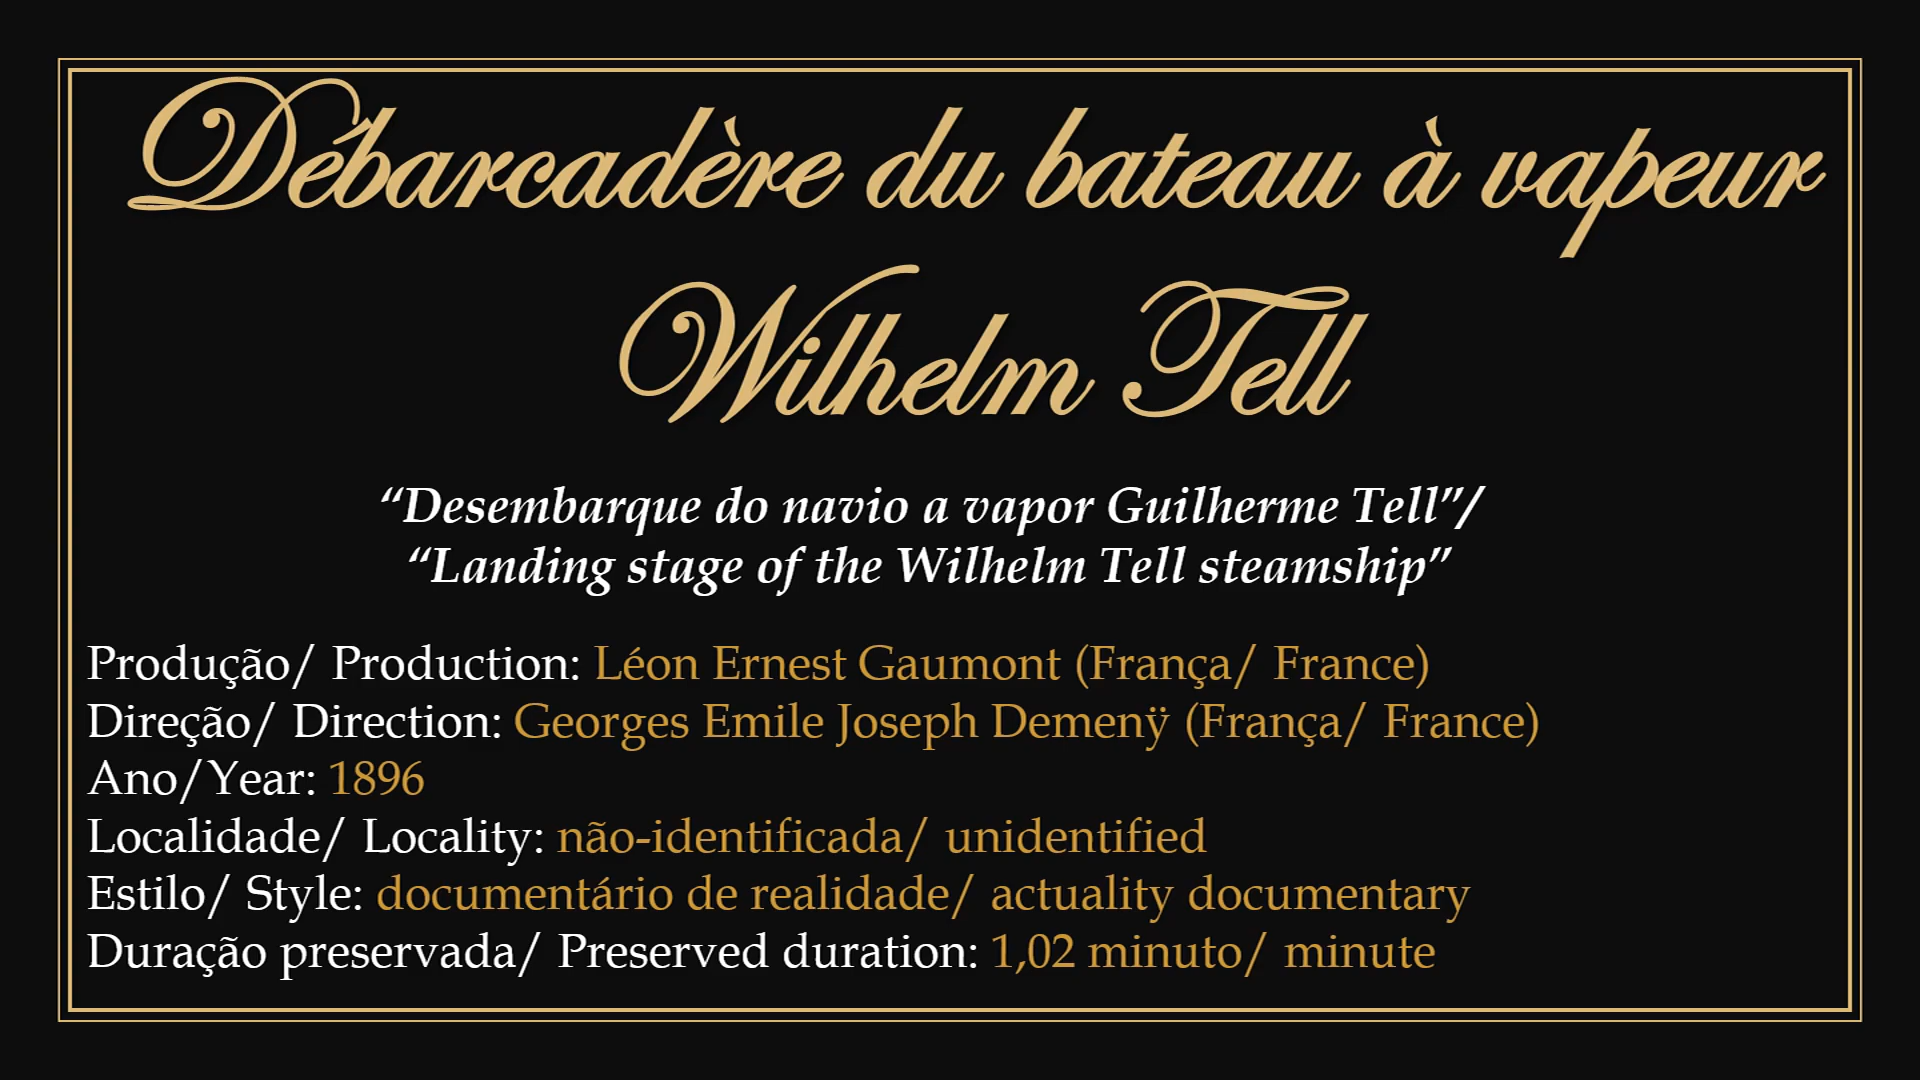 Débarcadère du bateau à vapeur
Wilhelm Tell
“Desembarque do navio a vapor Guilherme Tell”/
“Landing stage of the Wilhelm Tell steamship”
Produção/ Production: Léon Ernest Gaumont (França/ France)
Direção/ Direction: Georges Emile Joseph Demenÿ (França/ France)
Ano/Year: 1896
Localidade/ Locality: não-identificada/ unidentified
Estilo/ Style: documentário de realidade/ actuality documentary
Duração preservada/ Preserved duration: 1,02 minuto/ minute